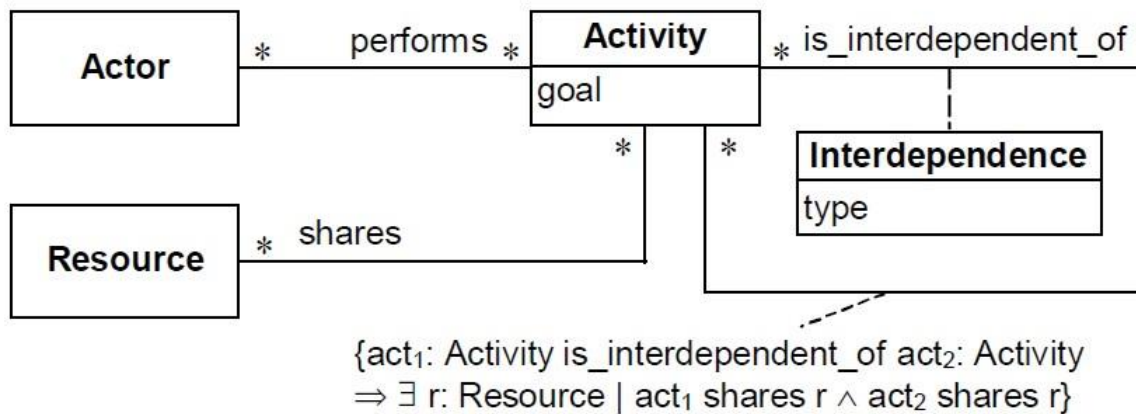 Actor
* performs *
Activity
goal
* is_interdependent_of
* *
Interdependence
type
Resource
* shares
{act₁: Activity is_interdependent_of act₂: Activity
⇒ ∃ r: Resource | act₁ shares r ∧ act₂ shares r}